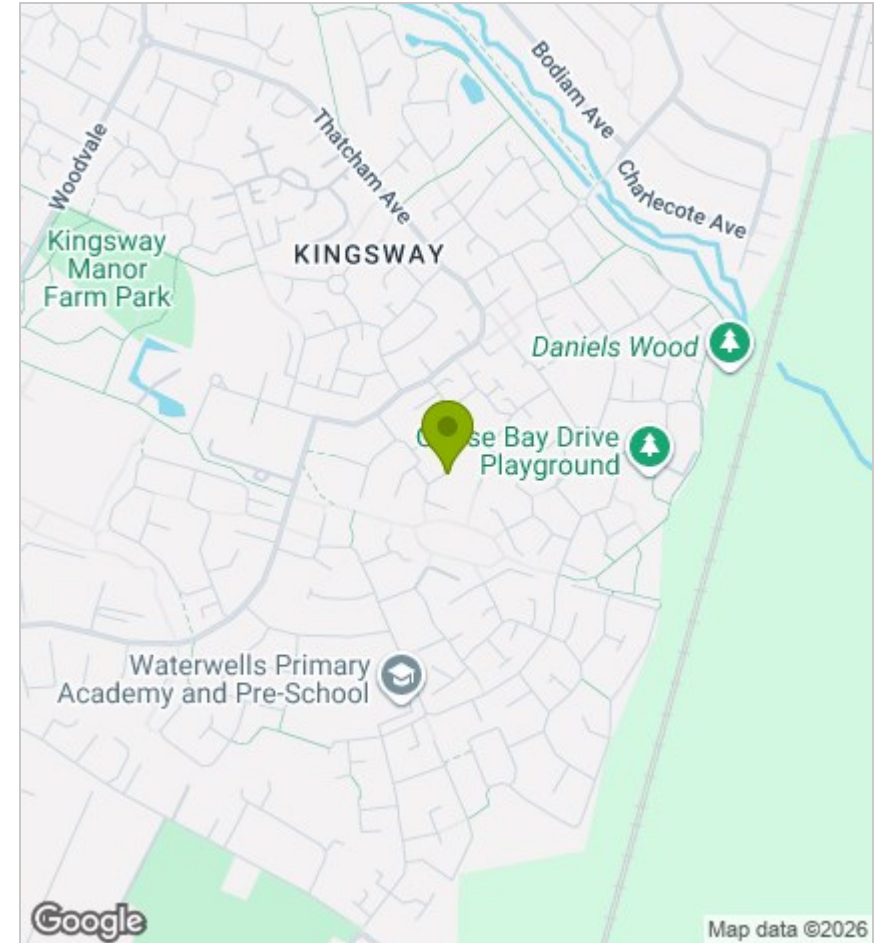 Bodiam Ave
Thatcham Ave
Woodvale
Charlecote Ave
Kingsway
Manor
Farm Park
KINGSWAY
Daniels Wood
se Bay Drive
Playground
Waterwells Primary
Academy and Pre-School
Google
Map data ©2026